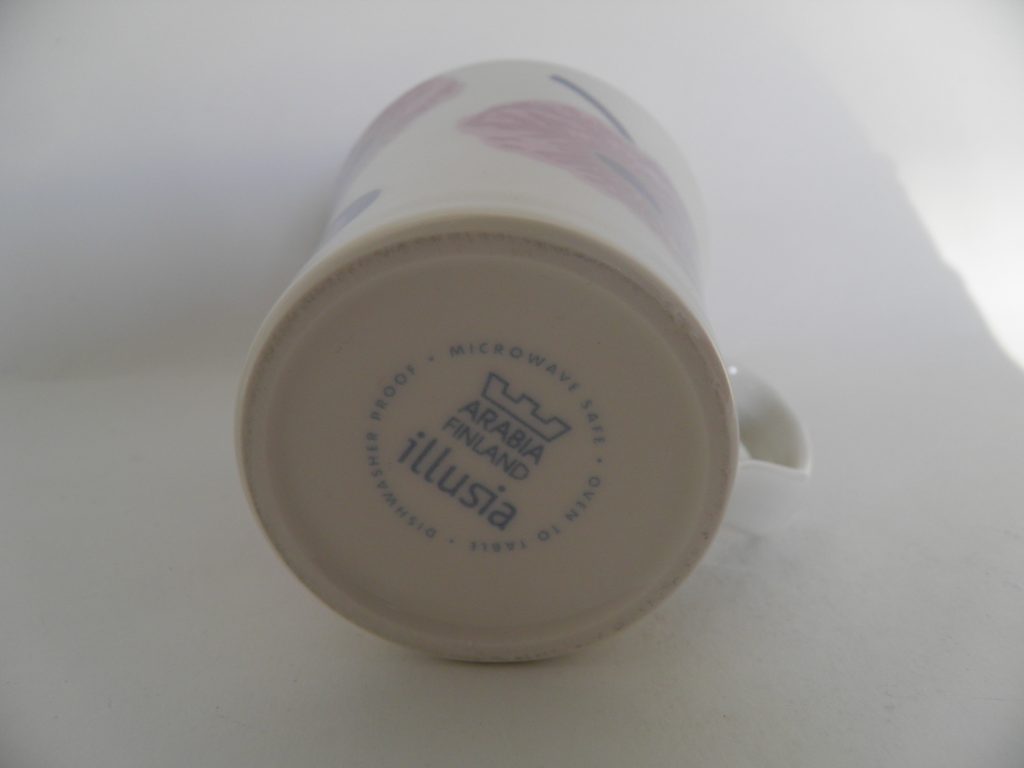 MICROWAVE SAFE • OVEN TO TABLE • DISHWASHER PROOF •
ARABIA
FINLAND
illusia